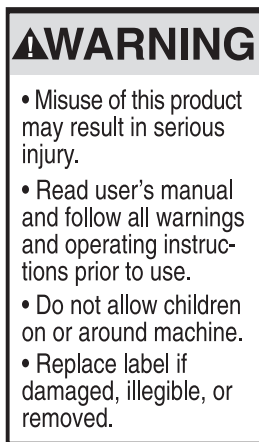 ⚠WARNING
• Misuse of this product
may result in serious
injury.
• Read user's manual
and follow all warnings
and operating instruc-
tions prior to use.
• Do not allow children
on or around machine.
• Replace label if
damaged, illegible, or
removed.